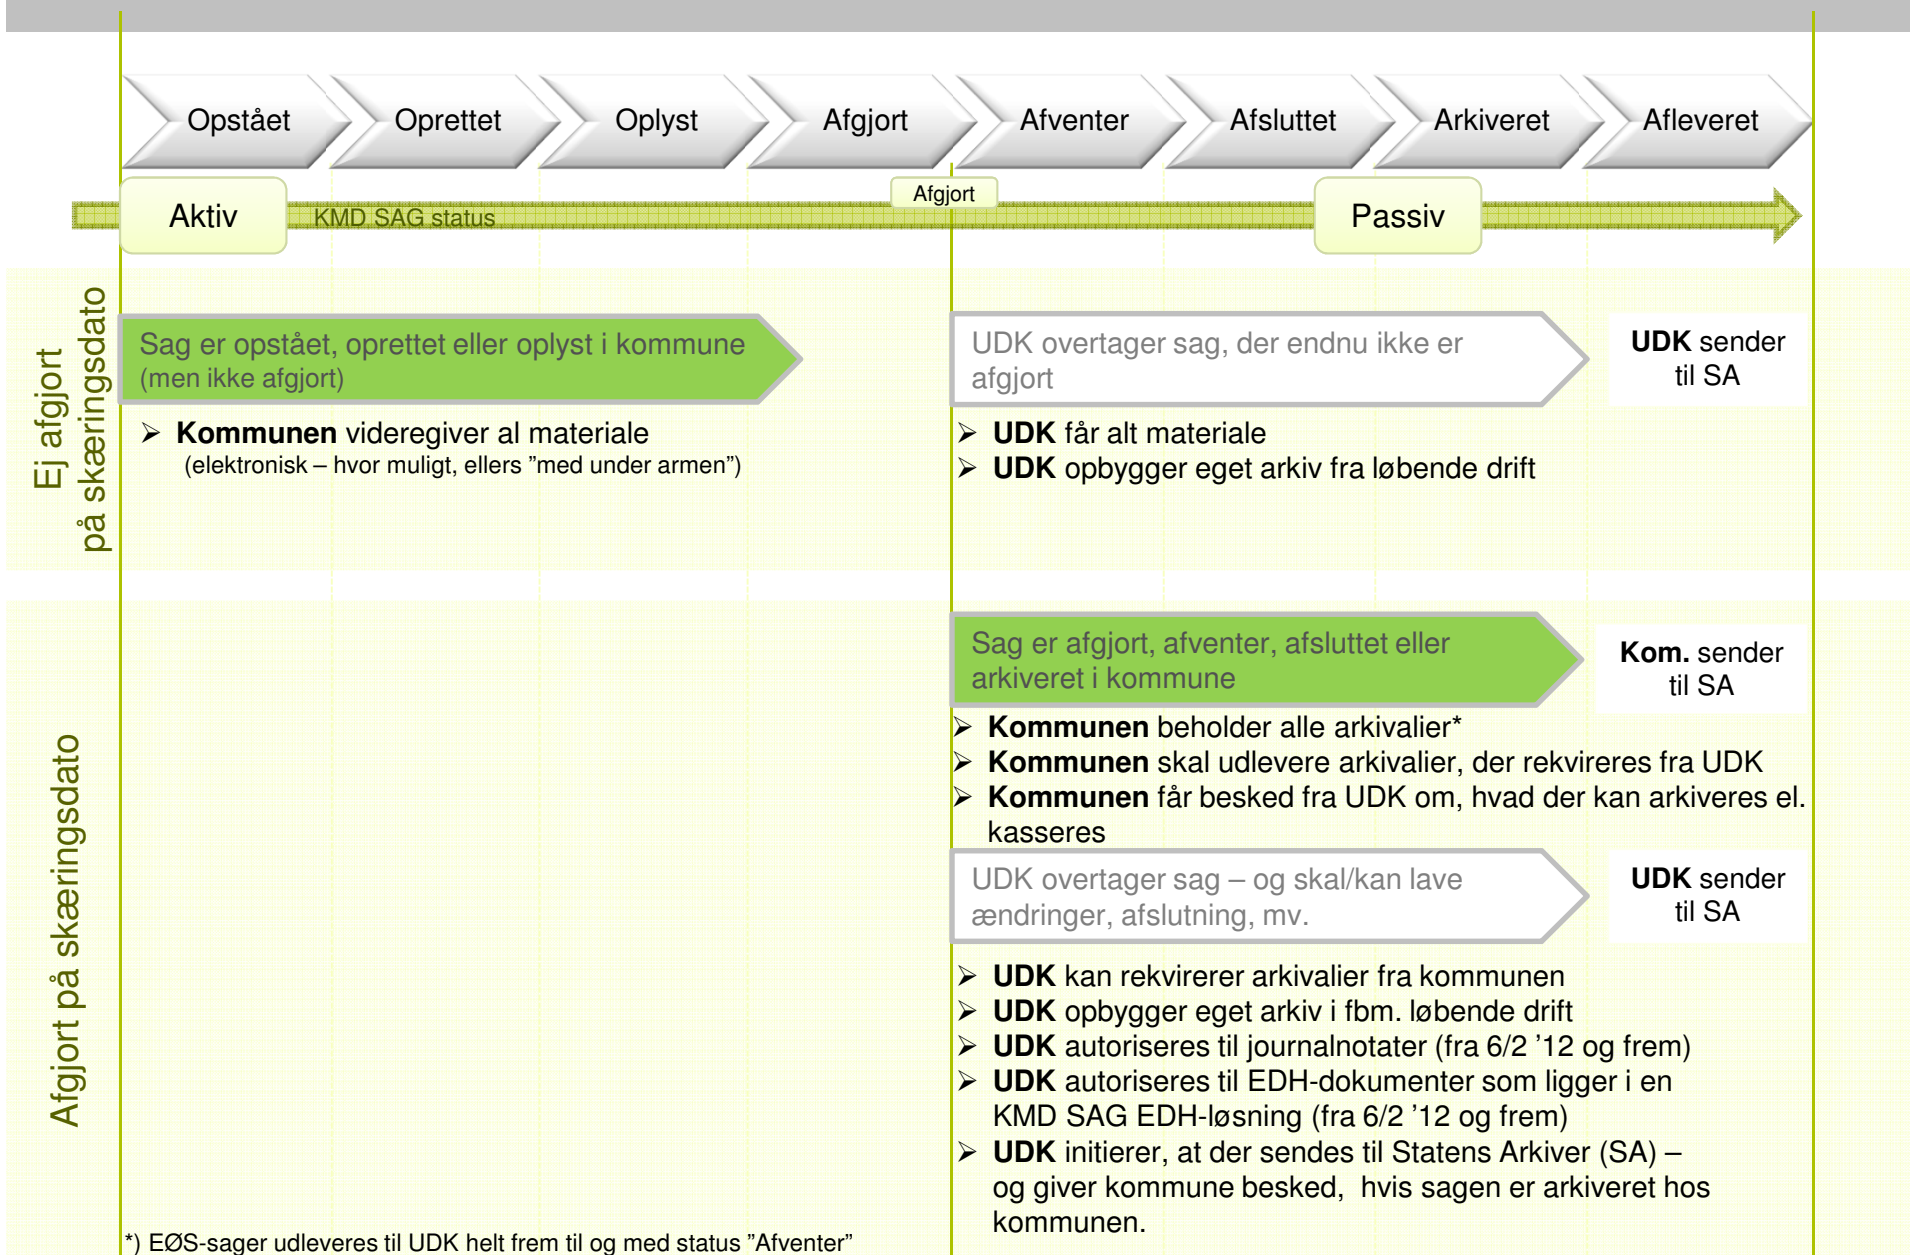 Opstået
Oprettet
Oplyst
Afgjort
Afventer
Afsluttet
Arkiveret
Afleveret
Aktiv
KMD SAG status
Afgjort
Passiv
Ej afgjort
på skæringsdato
Sag er opstået, oprettet eller oplyst i kommune
(men ikke afgjort)
➢ Kommunen videregiver al materiale
(elektronisk – hvor muligt, ellers ”med under armen”)
UDK overtager sag, der endnu ikke er
afgjort
UDK sender
til SA
➢ UDK får alt materiale
➢ UDK opbygger eget arkiv fra løbende drift
Afgjort på skæringsdato
Sag er afgjort, afventer, afsluttet eller
arkiveret i kommune
Kom. sender
til SA
➢ Kommunen beholder alle arkivalier*
➢ Kommunen skal udlevere arkivalier, der rekvireres fra UDK
➢ Kommunen får besked fra UDK om, hvad der kan arkiveres el.
kasseres
UDK overtager sag – og skal/kan lave
ændringer, afslutning, mv.
UDK sender
til SA
➢ UDK kan rekvirerer arkivalier fra kommunen
➢ UDK opbygger eget arkiv i fbm. løbende drift
➢ UDK autoriseres til journalnotater (fra 6/2 ’12 og frem)
➢ UDK autoriseres til EDH-dokumenter som ligger i en
KMD SAG EDH-løsning (fra 6/2 ’12 og frem)
➢ UDK initierer, at der sendes til Statens Arkiver (SA) –
og giver kommune besked, hvis sagen er arkiveret hos
kommunen.
*) EØS-sager udleveres til UDK helt frem til og med status ”Afventer”